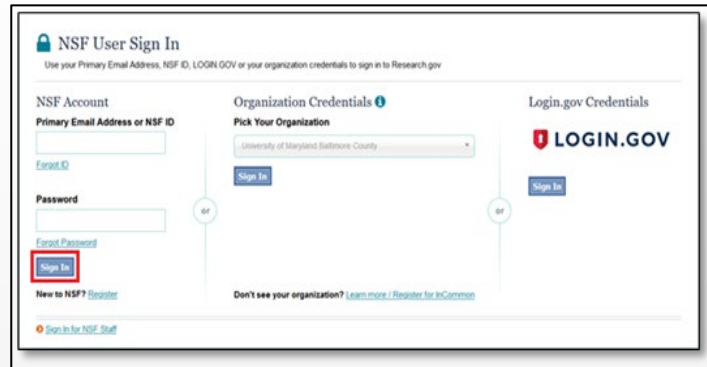 NSF User Sign In
Use your Primary Email Address, NSF ID, LOGIN.GOV or your organization credentials to sign in to Research.gov
NSF Account
Primary Email Address or NSF ID
Forgot ID
Password
Forgot Password
Sign In
New to NSF? Register
or
Organization Credentials
Pick Your Organization
University of Maryland Baltimore County
Sign In
Don't see your organization? Learn more / Register for InCommon
or
Login.gov Credentials
LOGIN.GOV
Sign In
Sign In for NSF Staff